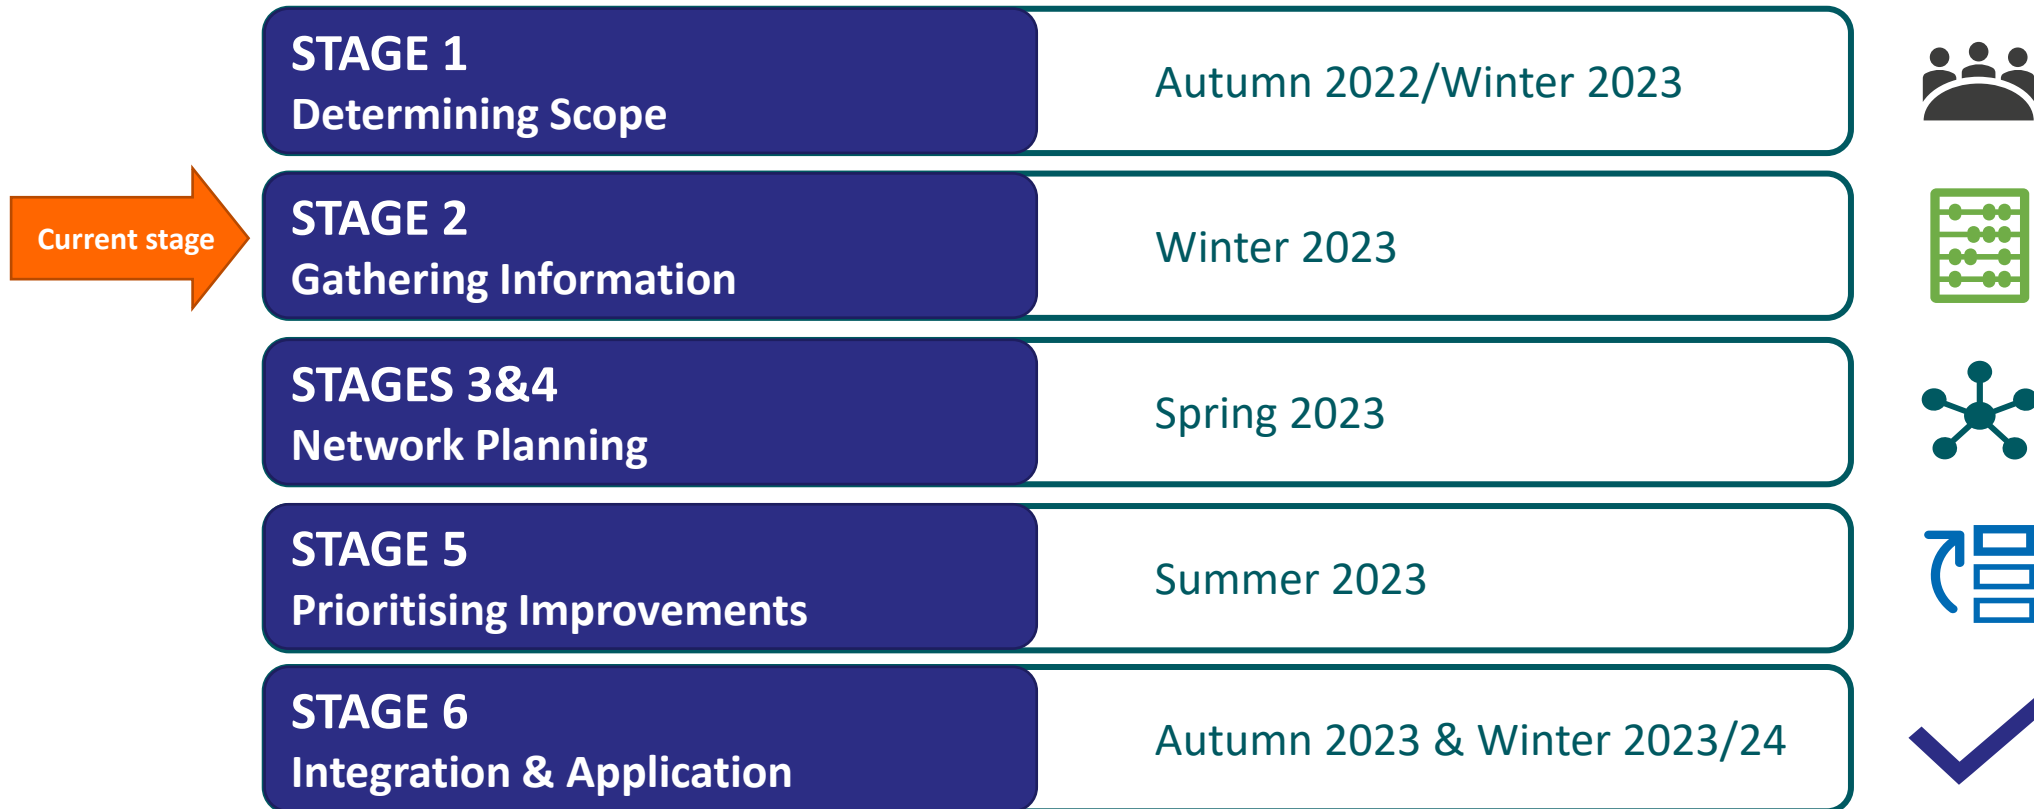 STAGE 1
Determining Scope
Autumn 2022/Winter 2023
Current stage
STAGE 2
Gathering Information
Winter 2023
STAGES 3&4
Network Planning
Spring 2023
STAGE 5
Prioritising Improvements
Summer 2023
STAGE 6
Integration & Application
Autumn 2023 & Winter 2023/24